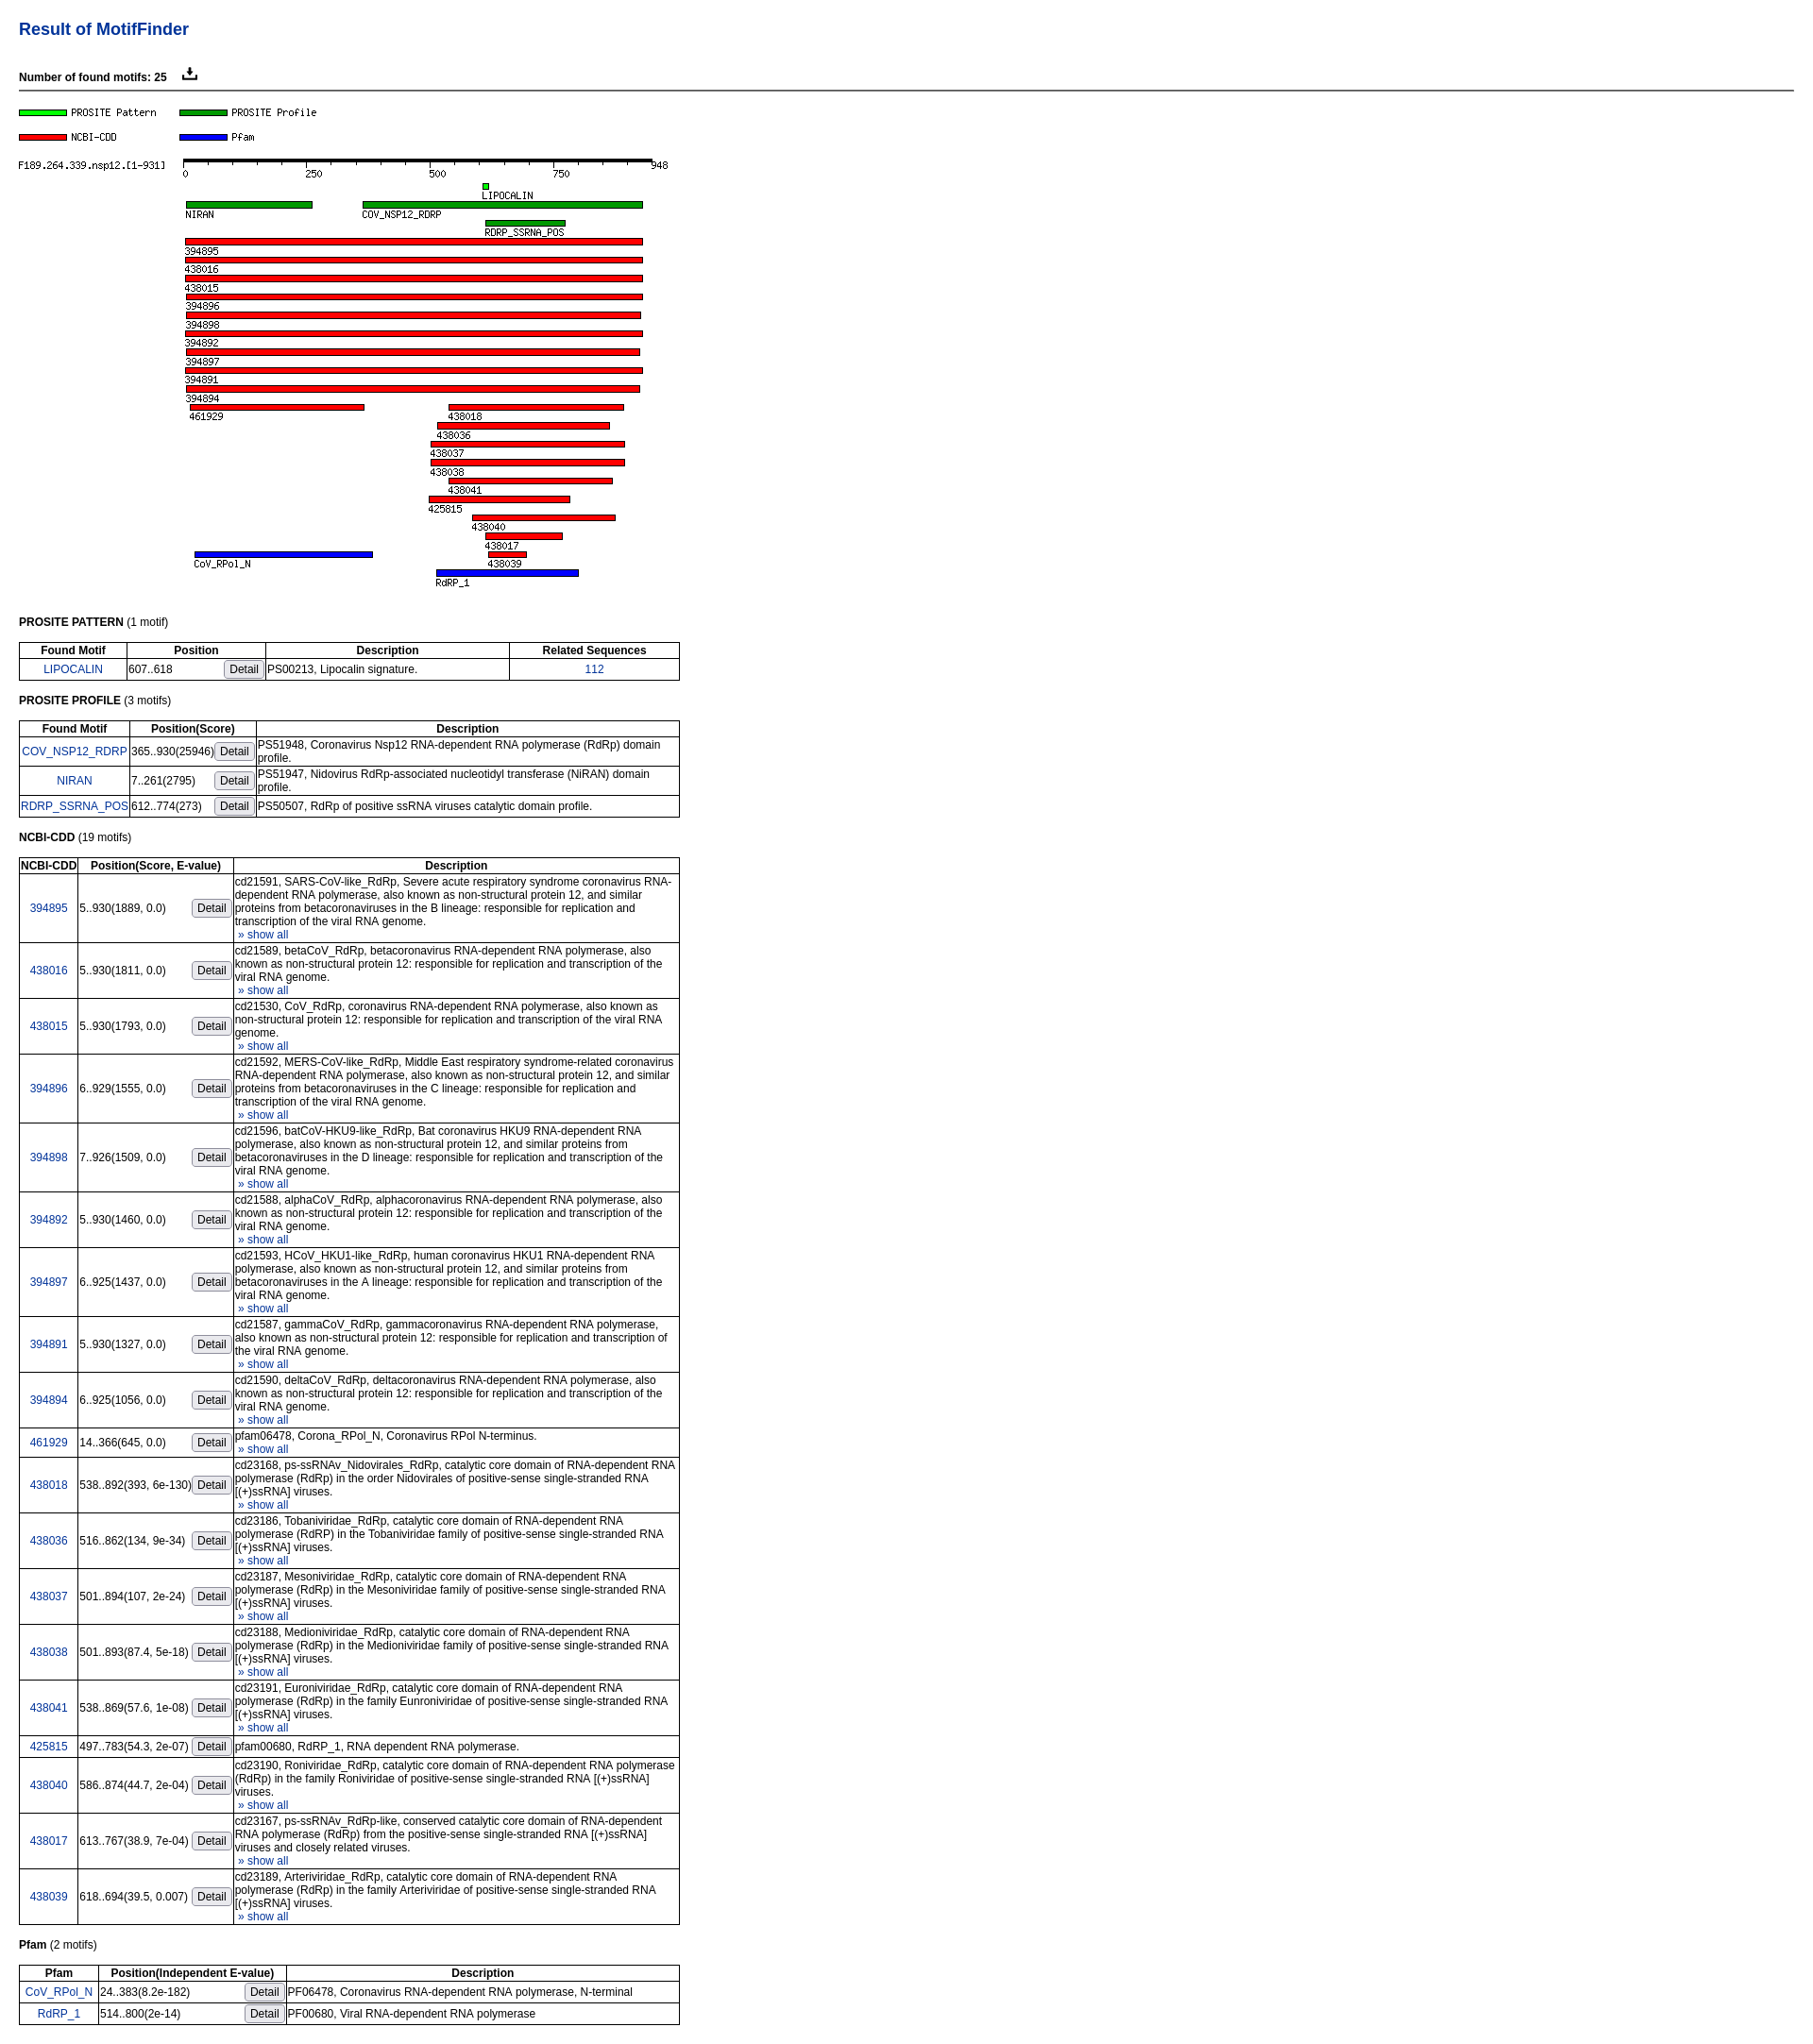 Result of MotifFinder
Number of found motifs: 25
PROSITE Pattern PROSITE Profile
NCBI-CDD Pfam
F189.264.339.nsp12.[1-931] 948
0 250 500 750
LIPOCALIN
NIRAN COV_NSP12_RDRP
RDRP_SSRNA_POS
394895
438016
438015
394896
394898
394892
394897
394891
394894
461929 438018
438036
437037
438038
438041
425815
438040
438017
CoV_RPol_N 438039
RdRP_1
PROSITE PATTERN (1 motif)
Found Motif Position Description Related Sequences
LIPOCALIN 607..618 Detail PS00213, Lipocalin signature. 112
PROSITE PROFILE (3 motifs)
Found Motif Position(Score) Description
COV_NSP12_RDRP 365..930(25946) Detail PS51948, Coronavirus Nsp12 RNA-dependent RNA polymerase (RdRp) domain
profile.
NIRAN 7..261(2795) Detail PS51947, Nidovirus RdRp-associated nucleotidyl transferase (NiRAN) domain
profile.
RDRP_SSRNA_POS 612..774(273) Detail PS50507, RdRp of positive ssRNA viruses catalytic domain profile.
NCBI-CDD (19 motifs)
NCBI-CDD Position(Score, E-value) Description
394895 5..930(1889, 0.0) Detail cd21591, SARS-CoV-like_RdRp, Severe acute respiratory syndrome coronavirus RNA-
dependent RNA polymerase, also known as non-structural protein 12, and similar
proteins from betacoronaviruses in the B lineage: responsible for replication and
transcription of the viral RNA genome.
» show all
438016 5..930(1811, 0.0) Detail cd21589, betaCoV_RdRp, betacoronavirus RNA-dependent RNA polymerase, also
known as non-structural protein 12: responsible for replication and transcription of the
viral RNA genome.
» show all
438015 5..930(1793, 0.0) Detail cd21530, CoV_RdRp, coronavirus RNA-dependent RNA polymerase, also known as
non-structural protein 12: responsible for replication and transcription of the viral RNA
genome.
» show all
394896 6..929(1555, 0.0) Detail cd21592, MERS-CoV-like_RdRp, Middle East respiratory syndrome-related coronavirus
RNA-dependent RNA polymerase, also known as non-structural protein 12, and similar
proteins from betacoronaviruses in the C lineage: responsible for replication and
transcription of the viral RNA genome.
» show all
394898 7..926(1509, 0.0) Detail cd21596, batCoV-HKU9-like_RdRp, Bat coronavirus HKU9 RNA-dependent RNA
polymerase, also known as non-structural protein 12, and similar proteins from
betacoronaviruses in the D lineage: responsible for replication and transcription of the
viral RNA genome.
» show all
394892 5..930(1460, 0.0) Detail cd21588, alphaCoV_RdRp, alphacoronavirus RNA-dependent RNA polymerase, also
known as non-structural protein 12: responsible for replication and transcription of the
viral RNA genome.
» show all
394897 6..925(1437, 0.0) Detail cd21593, HCoV_HKU1-like_RdRp, human coronavirus HKU1 RNA-dependent RNA
polymerase, also known as non-structural protein 12, and similar proteins from
betacoronaviruses in the A lineage: responsible for replication and transcription of the
viral RNA genome.
» show all
394891 5..930(1327, 0.0) Detail cd21587, gammaCoV_RdRp, gammacoronavirus RNA-dependent RNA polymerase,
also known as non-structural protein 12: responsible for replication and transcription of
the viral RNA genome.
» show all
394894 6..925(1056, 0.0) Detail cd21590, deltaCoV_RdRp, deltacoronavirus RNA-dependent RNA polymerase, also
known as non-structural protein 12: responsible for replication and transcription of the
viral RNA genome.
» show all
461929 14..366(645, 0.0) Detail pfam06478, Corona_RPol_N, Coronavirus RPol N-terminus.
» show all
438018 538..892(393, 6e-130) Detail cd23168, ps-ssRNAv_Nidovirales_RdRp, catalytic core domain of RNA-dependent RNA
polymerase (RdRp) in the order Nidovirales of positive-sense single-stranded RNA
[(+)ssRNA] viruses.
» show all
438036 516..862(134, 9e-34) Detail cd23186, Tobaniviridae_RdRp, catalytic core domain of RNA-dependent RNA
polymerase (RdRP) in the Tobaniviridae family of positive-sense single-stranded RNA
[(+)ssRNA] viruses.
» show all
438037 501..894(107, 2e-24) Detail cd23187, Mesoniviridae_RdRp, catalytic core domain of RNA-dependent RNA
polymerase (RdRp) in the Mesoniviridae family of positive-sense single-stranded RNA
[(+)ssRNA] viruses.
» show all
438038 501..893(87.4, 5e-18) Detail cd23188, Medioniviridae_RdRp, catalytic core domain of RNA-dependent RNA
polymerase (RdRp) in the Medioniviridae family of positive-sense single-stranded RNA
[(+)ssRNA] viruses.
» show all
438041 538..869(57.6, 1e-08) Detail cd23191, Euroniviridae_RdRp, catalytic core domain of RNA-dependent RNA
polymerase (RdRp) in the family Eunroniviridae of positive-sense single-stranded RNA
[(+)ssRNA] viruses.
» show all
425815 497..783(54.3, 2e-07) Detail pfam00680, RdRP_1, RNA dependent RNA polymerase.
438040 586..874(44.7, 2e-04) Detail cd23190, Roniviridae_RdRp, catalytic core domain of RNA-dependent RNA polymerase
(RdRp) in the family Roniviridae of positive-sense single-stranded RNA [(+)ssRNA]
viruses.
» show all
438017 613..767(38.9, 7e-04) Detail cd23167, ps-ssRNAv_RdRp-like, conserved catalytic core domain of RNA-dependent
RNA polymerase (RdRp) from the positive-sense single-stranded RNA [(+)ssRNA]
viruses and closely related viruses.
» show all
438039 618..694(39.5, 0.007) Detail cd23189, Arteriviridae_RdRp, catalytic core domain of RNA-dependent RNA
polymerase (RdRp) in the family Arteriviridae of positive-sense single-stranded RNA
[(+)ssRNA] viruses.
» show all
Pfam (2 motifs)
Pfam Position(Independent E-value) Description
CoV_RPol_N 24..383(8.2e-182) Detail PF06478, Coronavirus RNA-dependent RNA polymerase, N-terminal
RdRP_1 514..800(2e-14) Detail PF00680, Viral RNA-dependent RNA polymerase